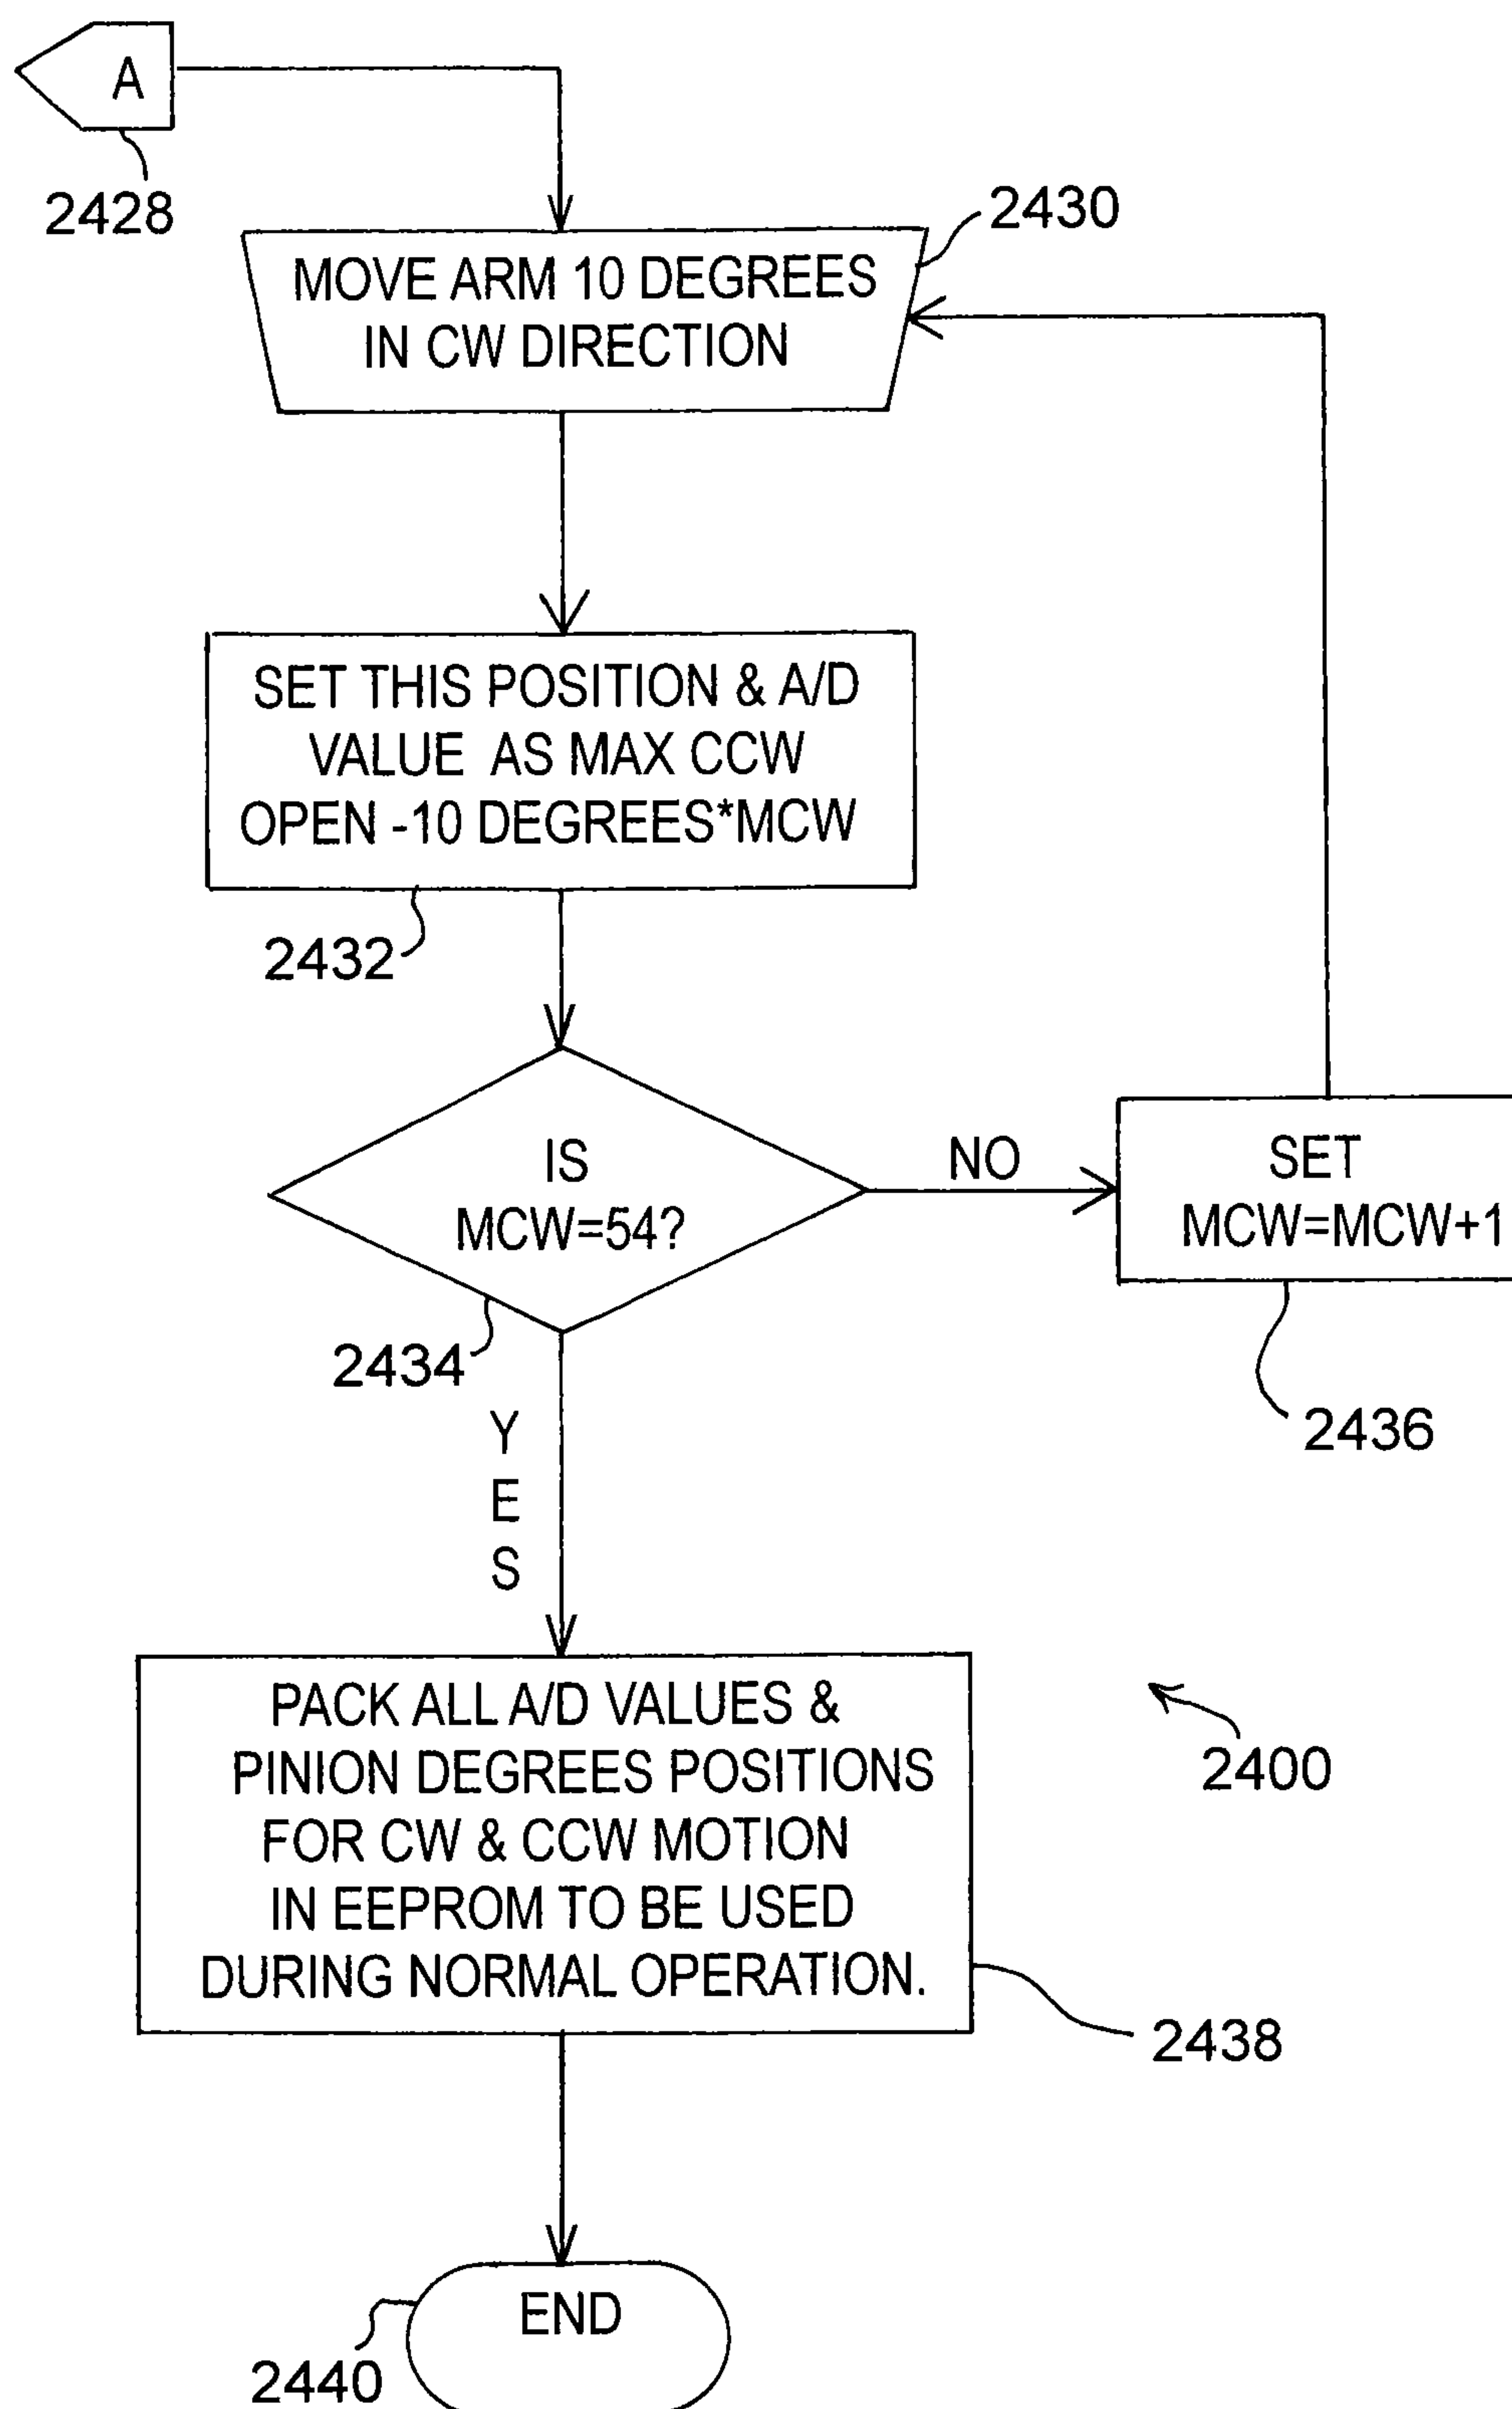 A
2428
2430
MOVE ARM 10 DEGREES
IN CW DIRECTION
SET THIS POSITION & A/D
VALUE AS MAX CCW
OPEN -10 DEGREES*MCW
2432
IS
MCW=54?
NO
SET
MCW=MCW+1
2434
2436
Y
E
S
PACK ALL A/D VALUES &
PINION DEGREES POSITIONS
FOR CW & CCW MOTION
IN EEPROM TO BE USED
DURING NORMAL OPERATION.
2400
2438
END
2440